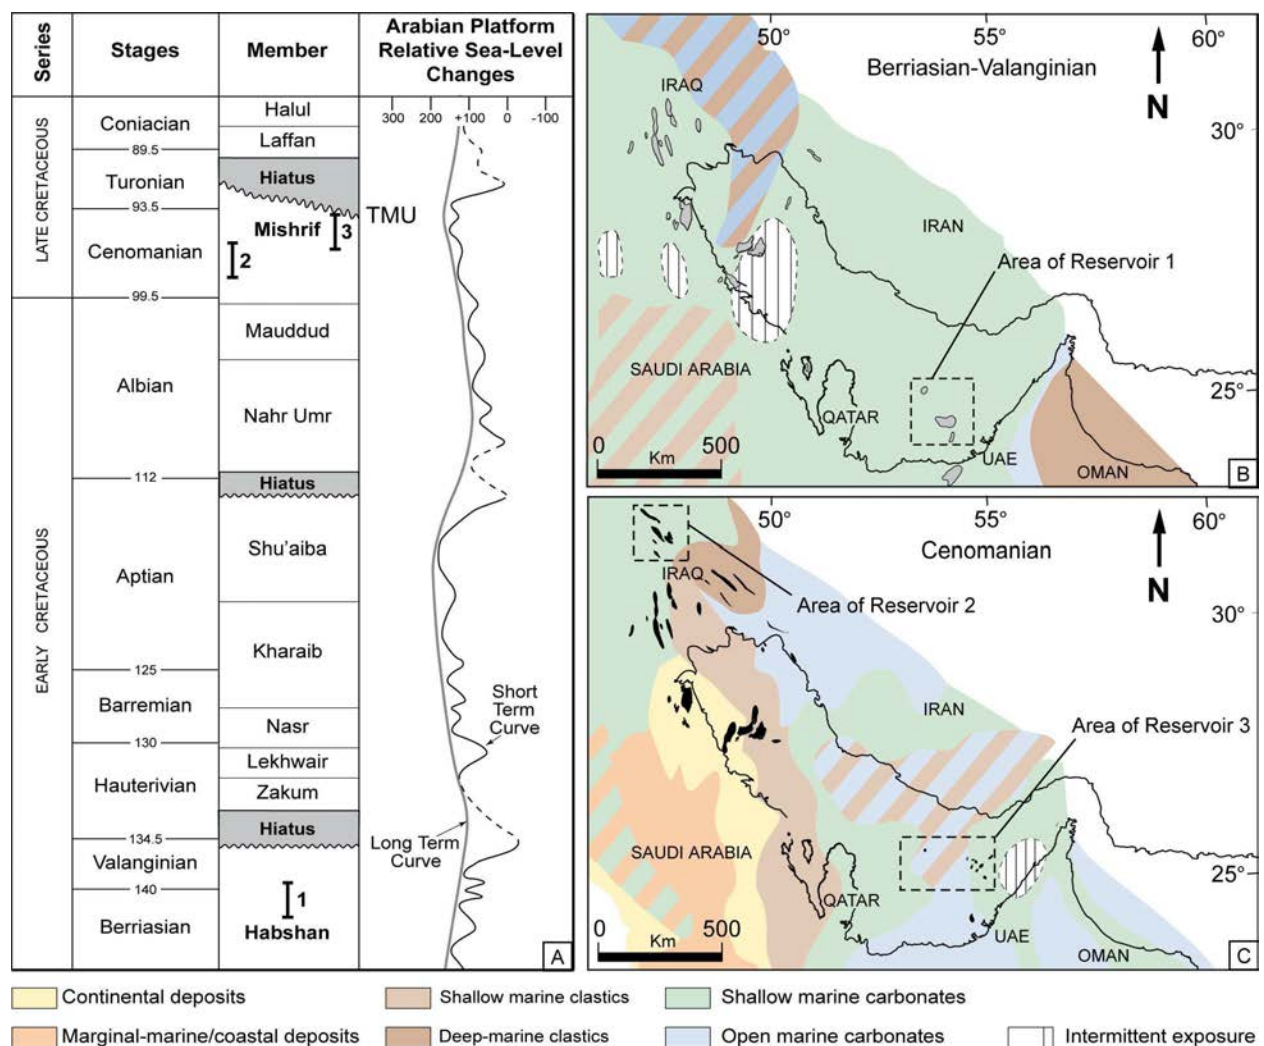 Series
Stages
Member
Arabian Platform
Relative Sea-Level
Changes
300 200 +100 0 -100
LATE CRETACEOUS
EARLY CRETACEOUS
Coniacian
89.5
Turonian
93.5
Cenomanian
99.5
Albian
112
Aptian
125
Barremian
130
Hauterivian
134.5
Valanginian
140
Berriasian
Halul
Laffan
Hiatus
Mishrif
3
2
Mauddud
Nahr Umr
Hiatus
Shu'aiba
Kharaib
Nasr
Lekhwair
Zakum
Hiatus
1
Habshan
TMU
Short
Term
Curve
Long Term
Curve
A
50° 55° 60°
Berriasian-Valanginian
N
IRAQ
30°
IRAN
Area of Reservoir 1
SAUDI ARABIA
25°
QATAR
0 500
Km
UAE
OMAN
B
50° 55° 60°
Cenomanian
N
IRAQ
Area of Reservoir 2
30°
IRAN
Area of Reservoir 3
SAUDI ARABIA
25°
QATAR
0 500
Km
UAE
OMAN
C
Continental deposits
Shallow marine clastics
Shallow marine carbonates
Marginal-marine/coastal deposits
Deep-marine clastics
Open marine carbonates
Intermittent exposure